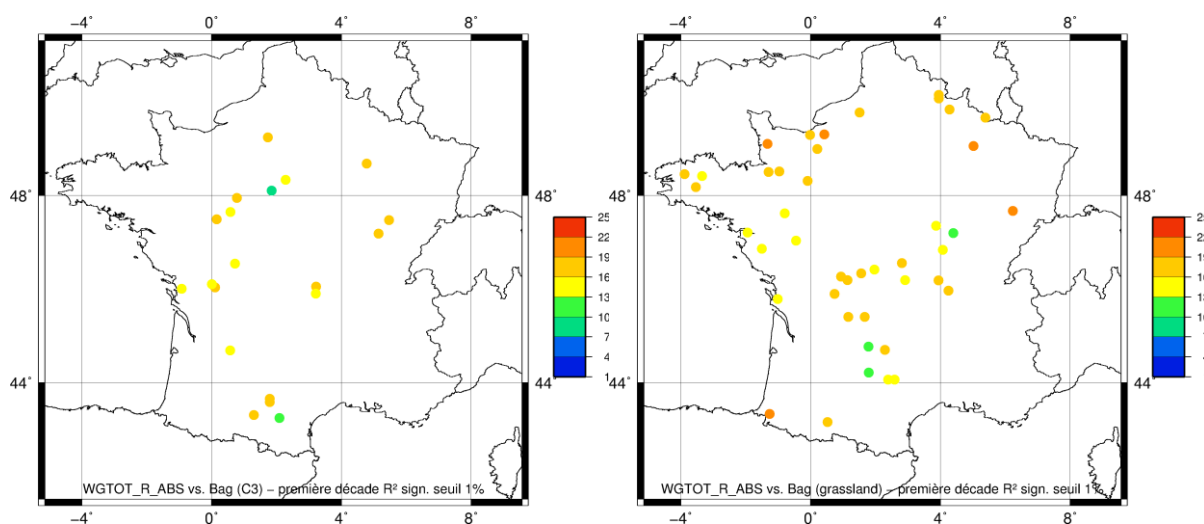 −4° 0° 4° 8°
−4° 0° 4° 8°
48° 48°
48°
25
22
19
16
13
10
7
4
1
44° 44°
44°
WGTOT_R_ABS vs. Bag (C3) − première décade R² sign. seuil 1%
WGTOT_R_ABS vs. Bag (grassland) − première décade R² sign. seuil 1%
−4° 0° 4° 8°
−4° 0° 4° 8°